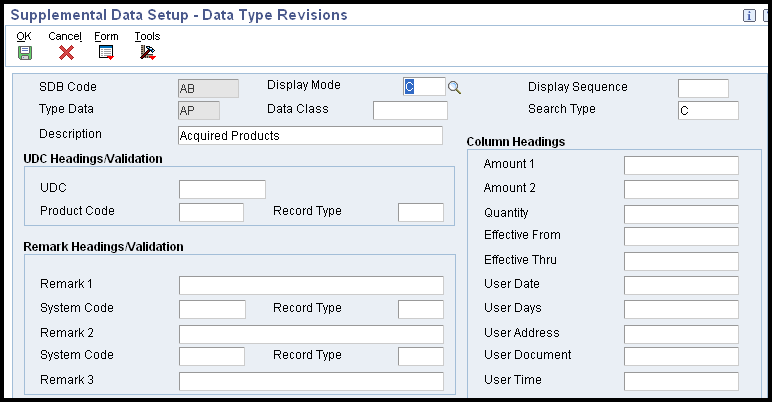 Supplemental Data Setup - Data Type Revisions
OK Cancel Form Tools
SDB Code AB Display Mode C Display Sequence
Type Data AP Data Class Search Type C
Description Acquired Products
UDC Headings/Validation
UDC
Product Code Record Type
Remark Headings/Validation
Remark 1
System Code Record Type
Remark 2
System Code Record Type
Remark 3
Column Headings
Amount 1
Amount 2
Quantity
Effective From
Effective Thru
User Date
User Days
User Address
User Document
User Time